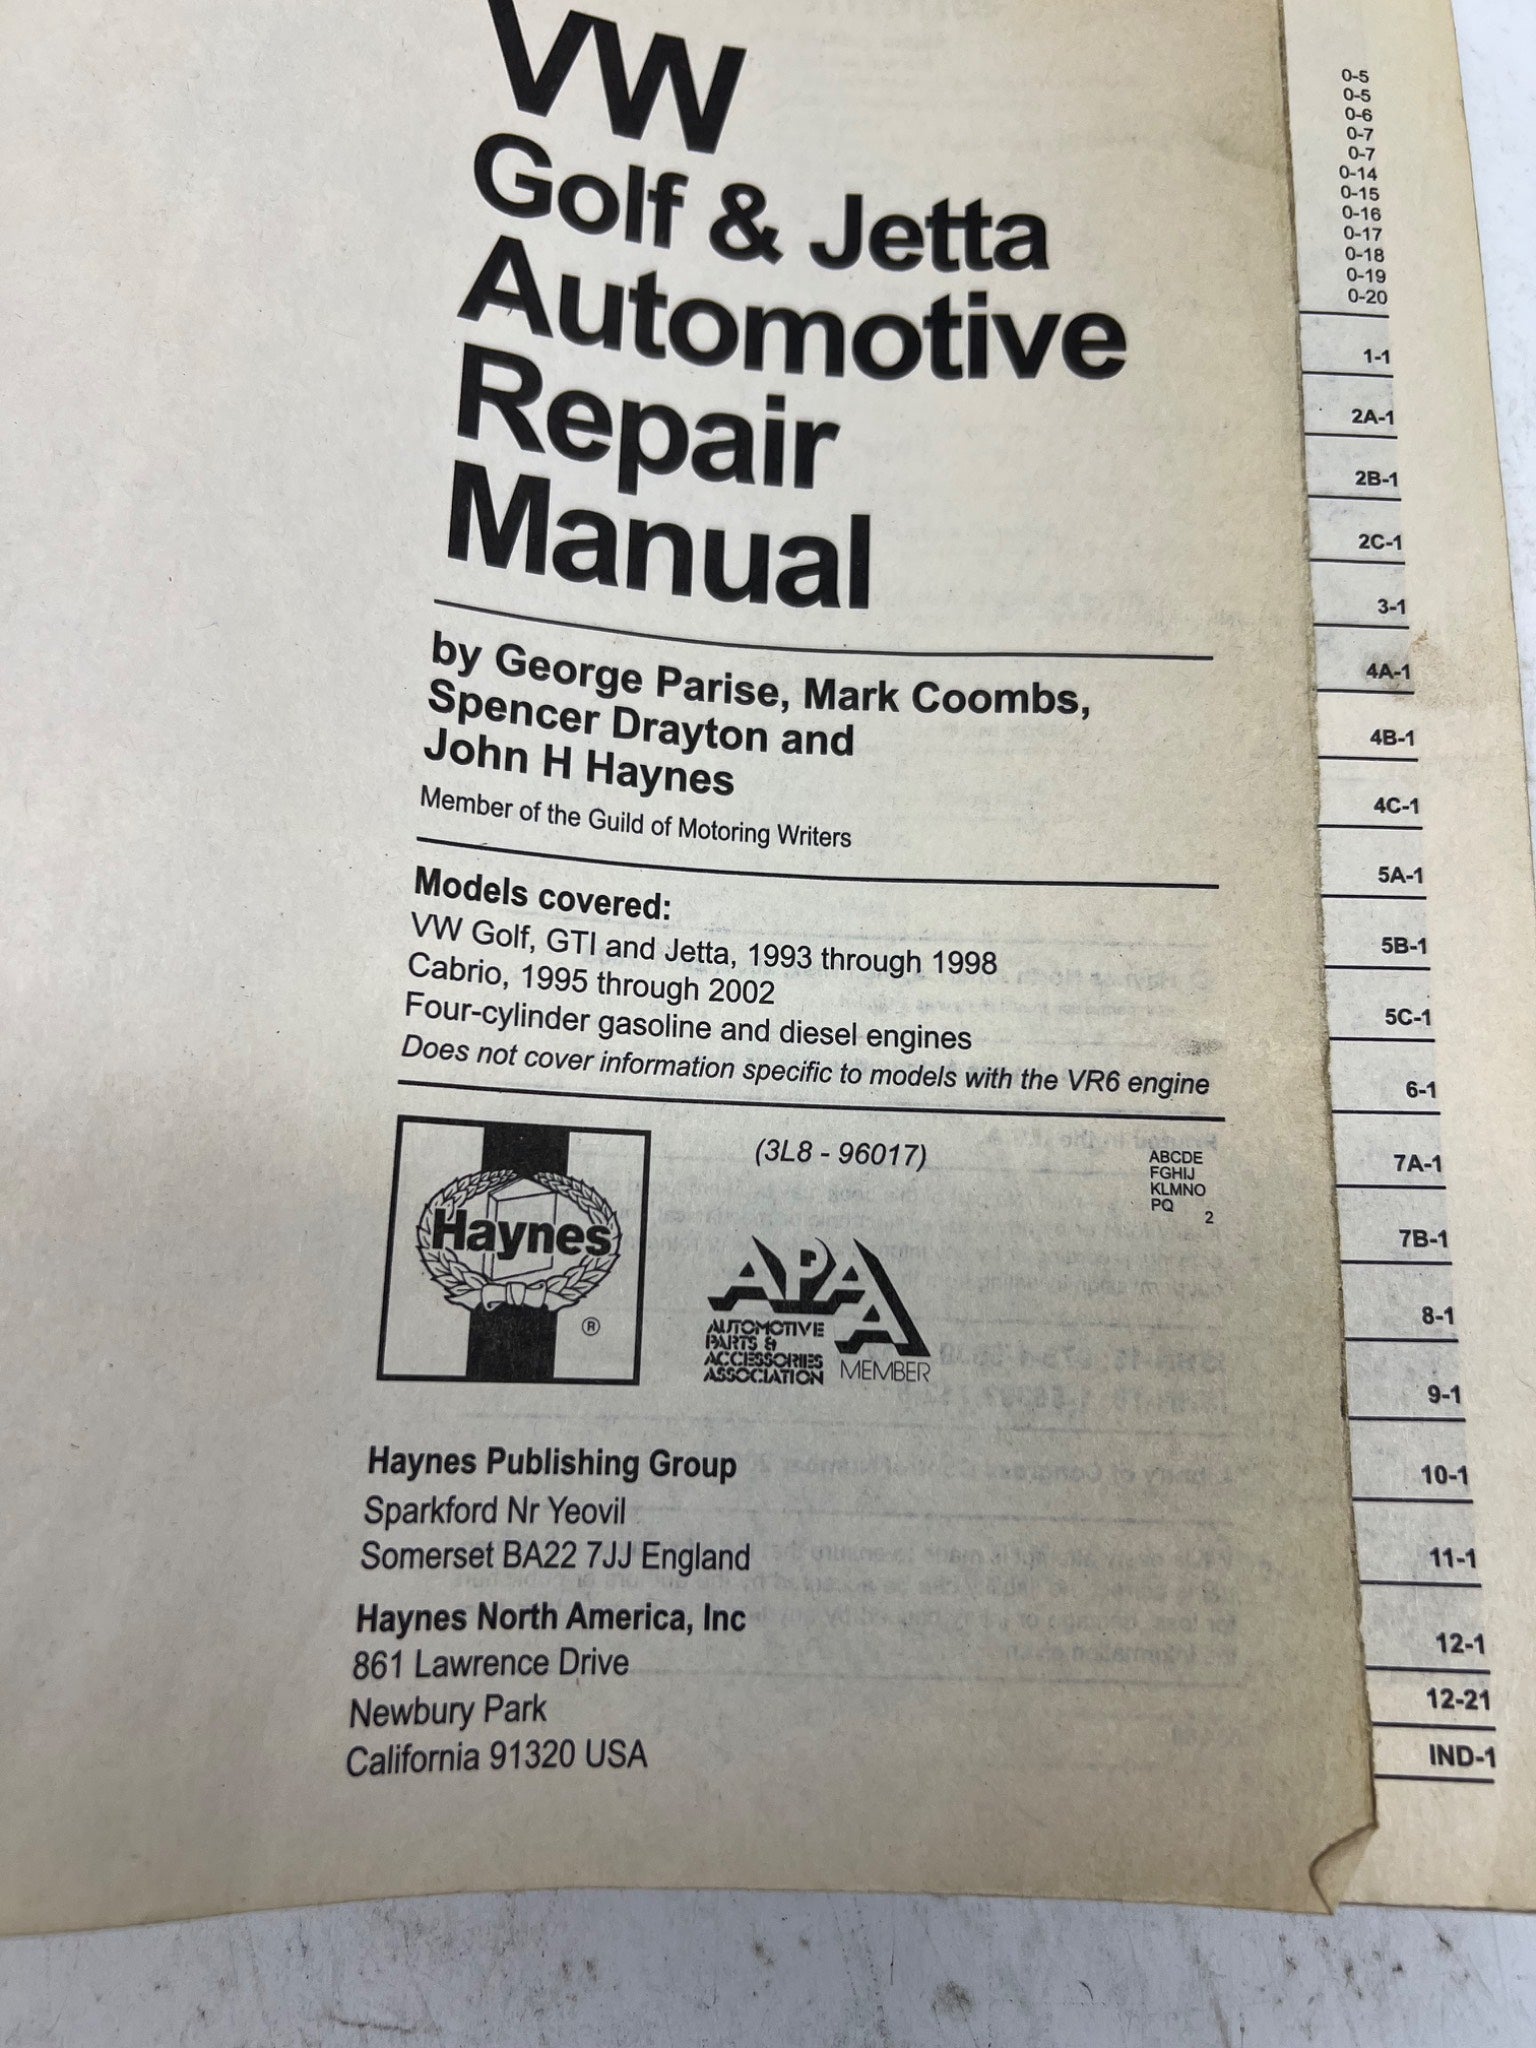 VW
Golf & Jetta
Automotive
Repair
Manual
by George Parise, Mark Coombs,
Spencer Drayton and
John H Haynes
Member of the Guild of Motoring Writers
Models covered:
VW Golf, GTI and Jetta, 1993 through 1998
Cabrio, 1995 through 2002
Four-cylinder gasoline and diesel engines
Does not cover information specific to models with the VR6 engine
(3L8 - 96017)
ABCDE
FGHIJ
KLMNO
PQ
2
Haynes
®
APAA
AUTOMOTIVE
PARTS &
ACCESSORIES
ASSOCIATION
MEMBER
Haynes Publishing Group
Sparkford Nr Yeovil
Somerset BA22 7JJ England
Haynes North America, Inc
861 Lawrence Drive
Newbury Park
California 91320 USA
0-5
0-5
0-6
0-7
0-7
0-14
0-15
0-16
0-17
0-18
0-19
0-20
1-1
2A-1
2B-1
2C-1
3-1
4A-1
4B-1
4C-1
5A-1
5B-1
5C-1
6-1
7A-1
7B-1
8-1
9-1
10-1
11-1
12-1
12-21
IND-1